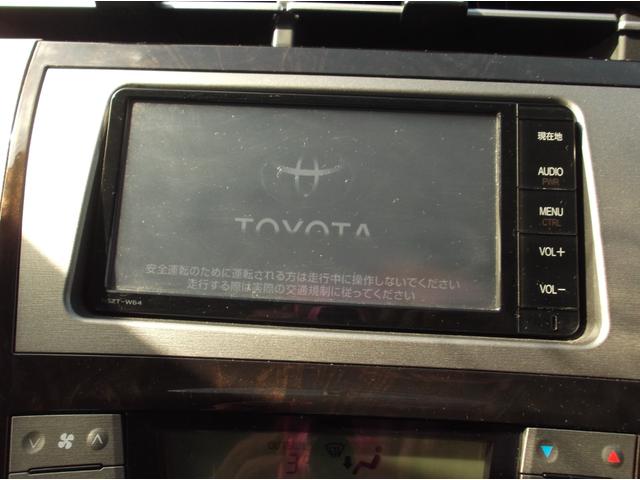 現在地
AUDIO
PWR
MENU
CTRL
VOL+
VOL−
TOYOTA
安全運転のために運転される方は走行中に操作しないでください
走行する際は実際の交通規制に従ってください
NSZT-W64